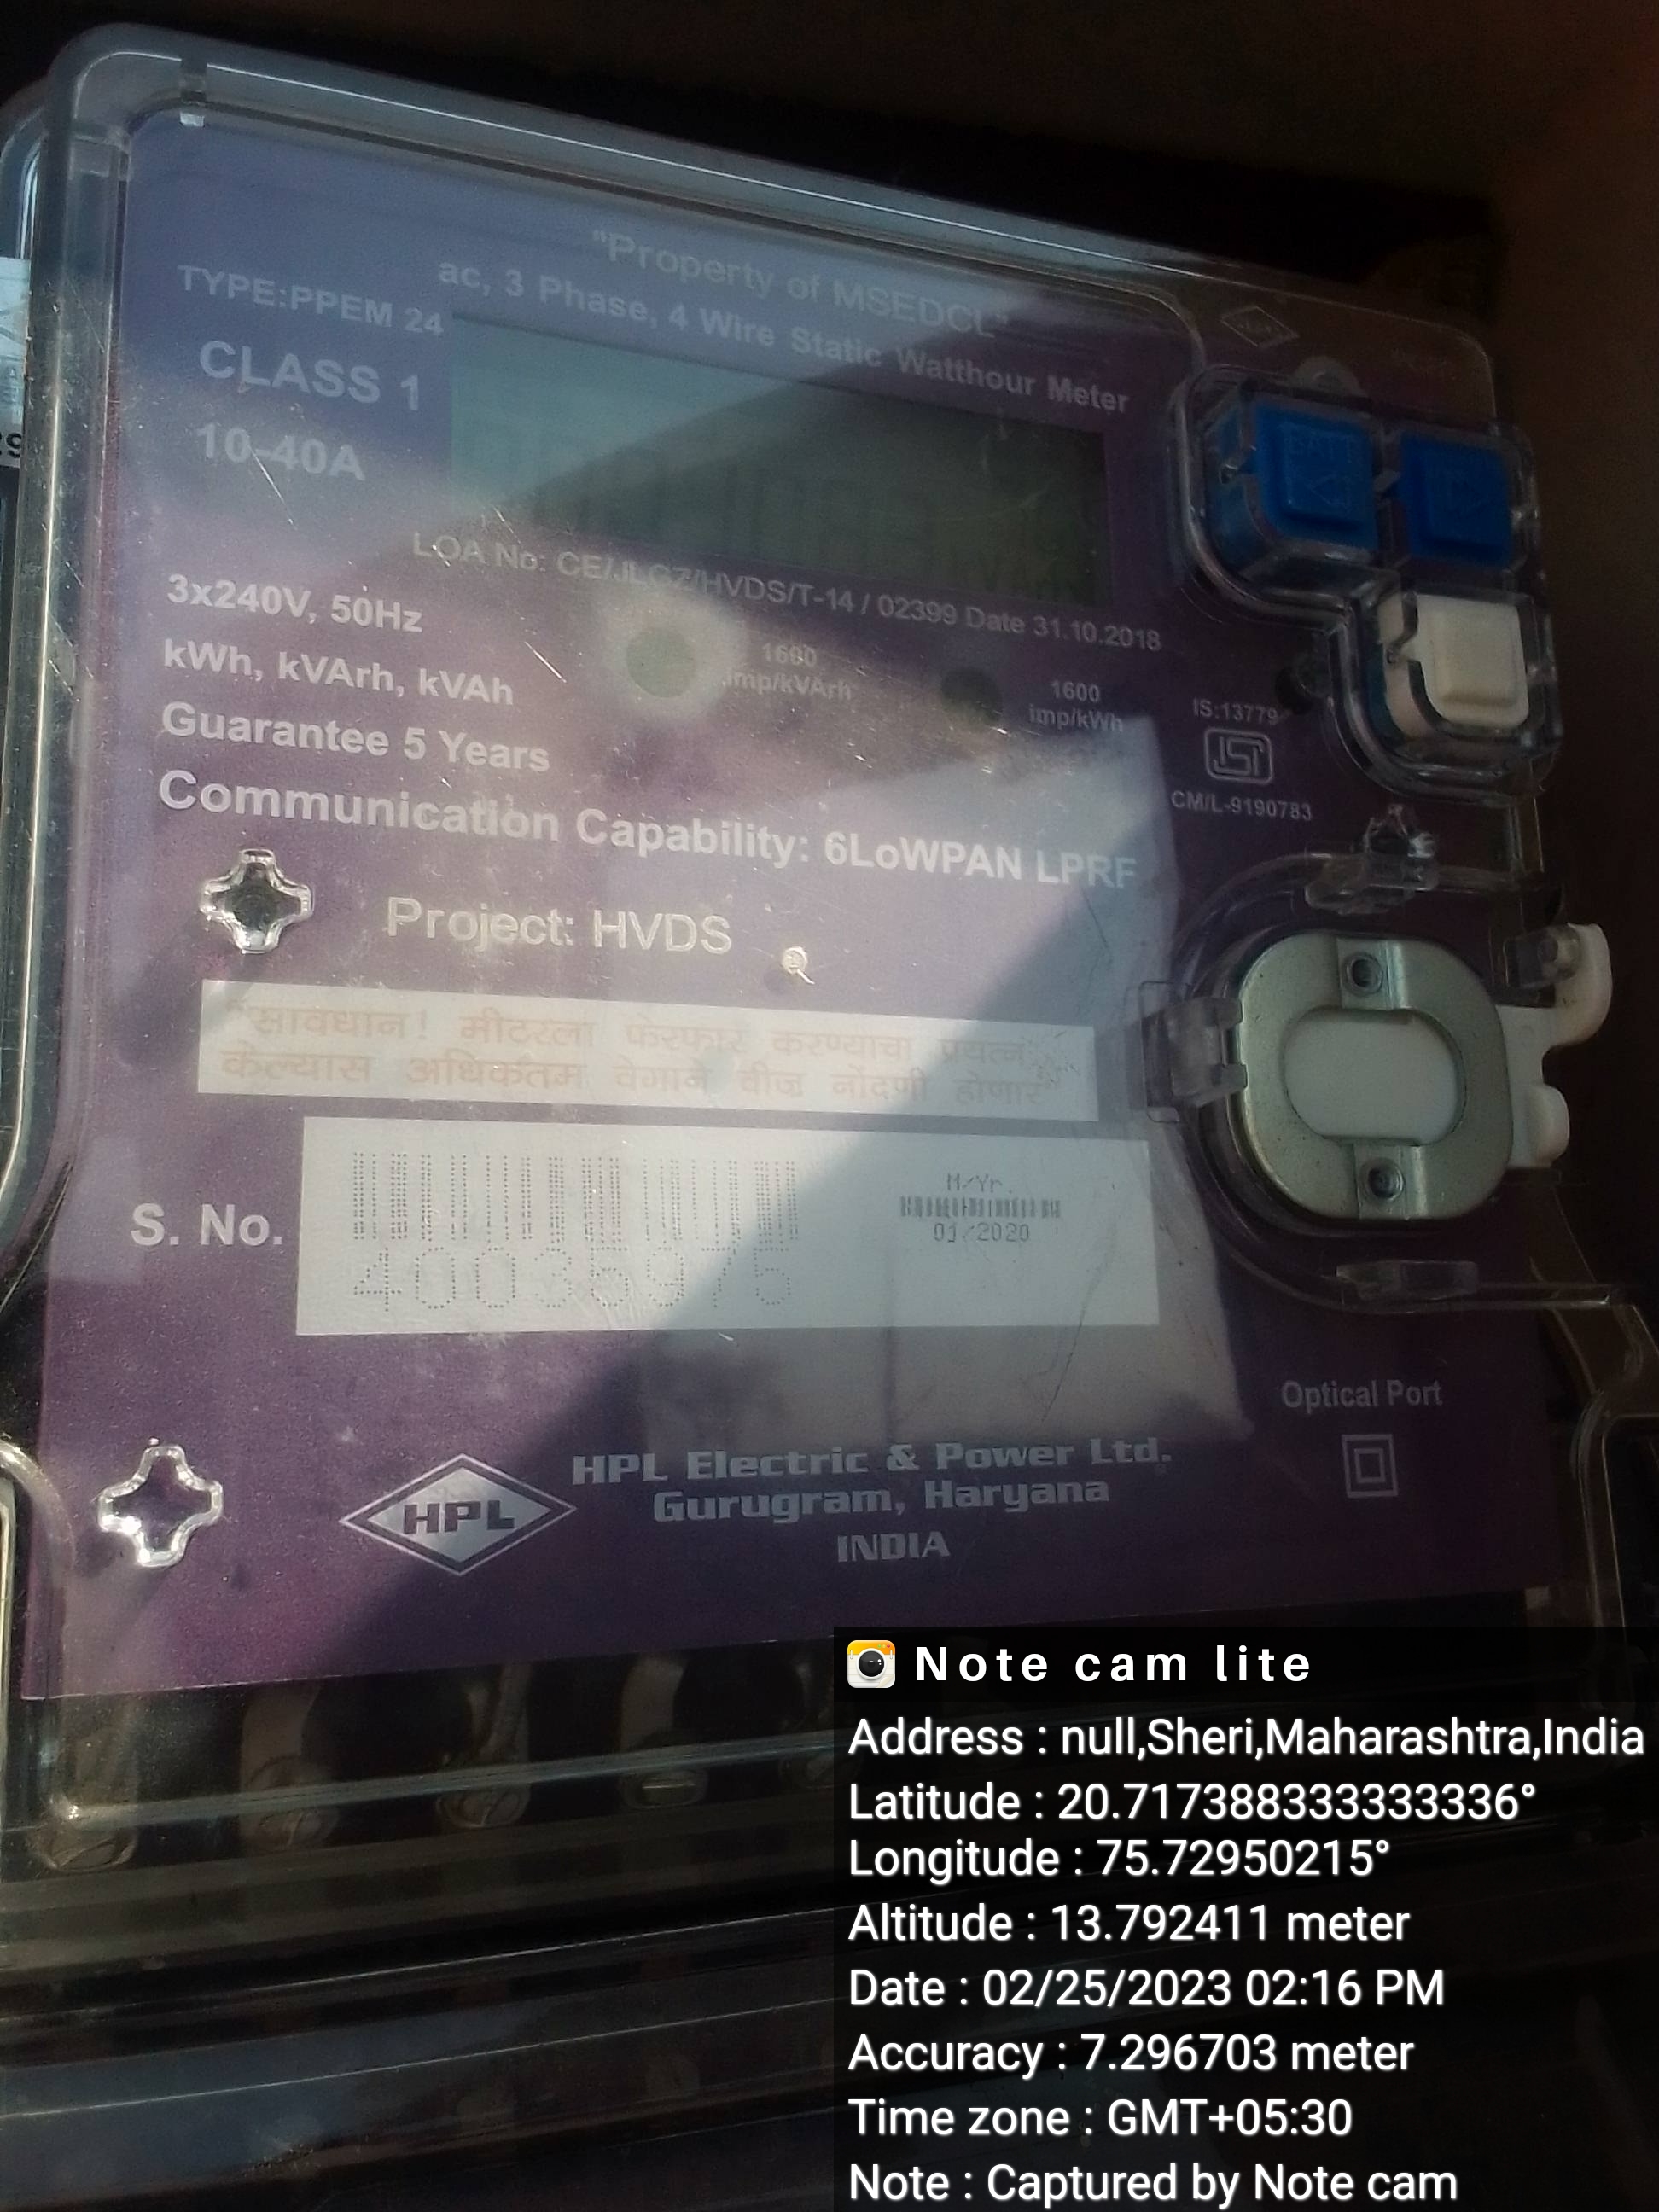 "Property of MSEDCL"
ac, 3 Phase, 4 Wire Static Watthour Meter
TYPE:PPEM 24
CLASS 1
10-40A
LOA No: CE/JLGZ/HVDS/T-14 / 02399 Date 31.10.2018
3x240V, 50Hz
kWh, kVArh, kVAh
Guarantee 5 Years
1600
imp/kVArh
1600
imp/kWh
BATT
IS:13779
CM/L-9190783
Communication Capability: 6LoWPAN LPRF
Project: HVDS
"सावधान! मीटरला फेरफार करण्याचा प्रयत्न
केल्यास अधिकतम वेगाने वीज नोंदणी होणार"
S. No.
40035975
M/Yr.
01/2020
Optical Port
HPL
HPL Electric & Power Ltd.
Gurugram, Haryana
INDIA
Note cam lite
Address : null,Sheri,Maharashtra,India
Latitude : 20.717388333333336°
Longitude : 75.72950215°
Altitude : 13.792411 meter
Date : 02/25/2023 02:16 PM
Accuracy : 7.296703 meter
Time zone : GMT+05:30
Note : Captured by Note cam